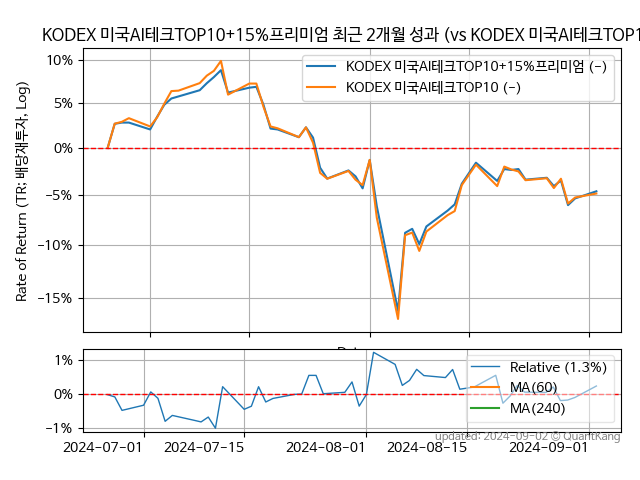 KODEX 미국AI테크TOP10+15%프리미엄 최근 2개월 성과 (vs KODEX 미국AI테크TOP1
10%
5%
0%
−5%
−10%
−15%
Rate of Return (TR: 배당재투자, Log)
KODEX 미국AI테크TOP10+15%프리미엄 (−)
KODEX 미국AI테크TOP10 (−)
1%
0%
−1%
Relative (1.3%)
MA(60)
MA(240)
updated: 2024-09-02 © QuantKang
2024-07-01 2024-07-15 2024-08-01 2024-08-15 2024-09-01